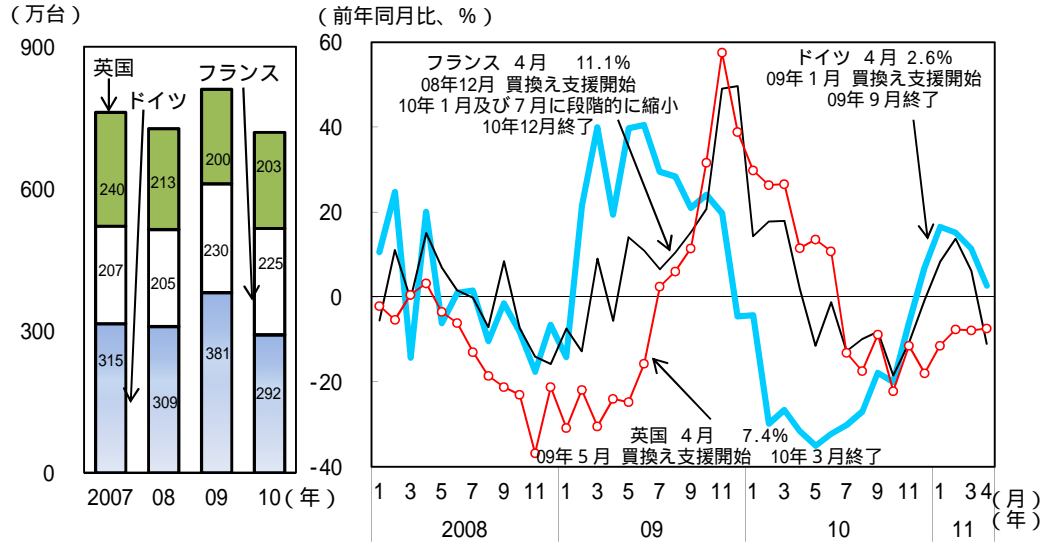 （万台）
900
600
300
0
英国
ドイツ
フランス
240
213
200
203
207
205
230
225
315
309
381
292
2007 08 09 10（年）
（前年同月比、％）
60
40
20
0
-20
-40
フランス 4月 11.1%
08年12月 買換え支援開始
10年1月及び7月に段階的に縮小
10年12月終了
ドイツ 4月 2.6%
09年1月 買換え支援開始
09年9月終了
英国 4月 7.4%
09年5月 買換え支援開始 10年3月終了
1 3 5 7 9 11 1 3 5 7 9 11 1 3 5 7 9 11 1 3 4（月）
2008 09 10 11（年）